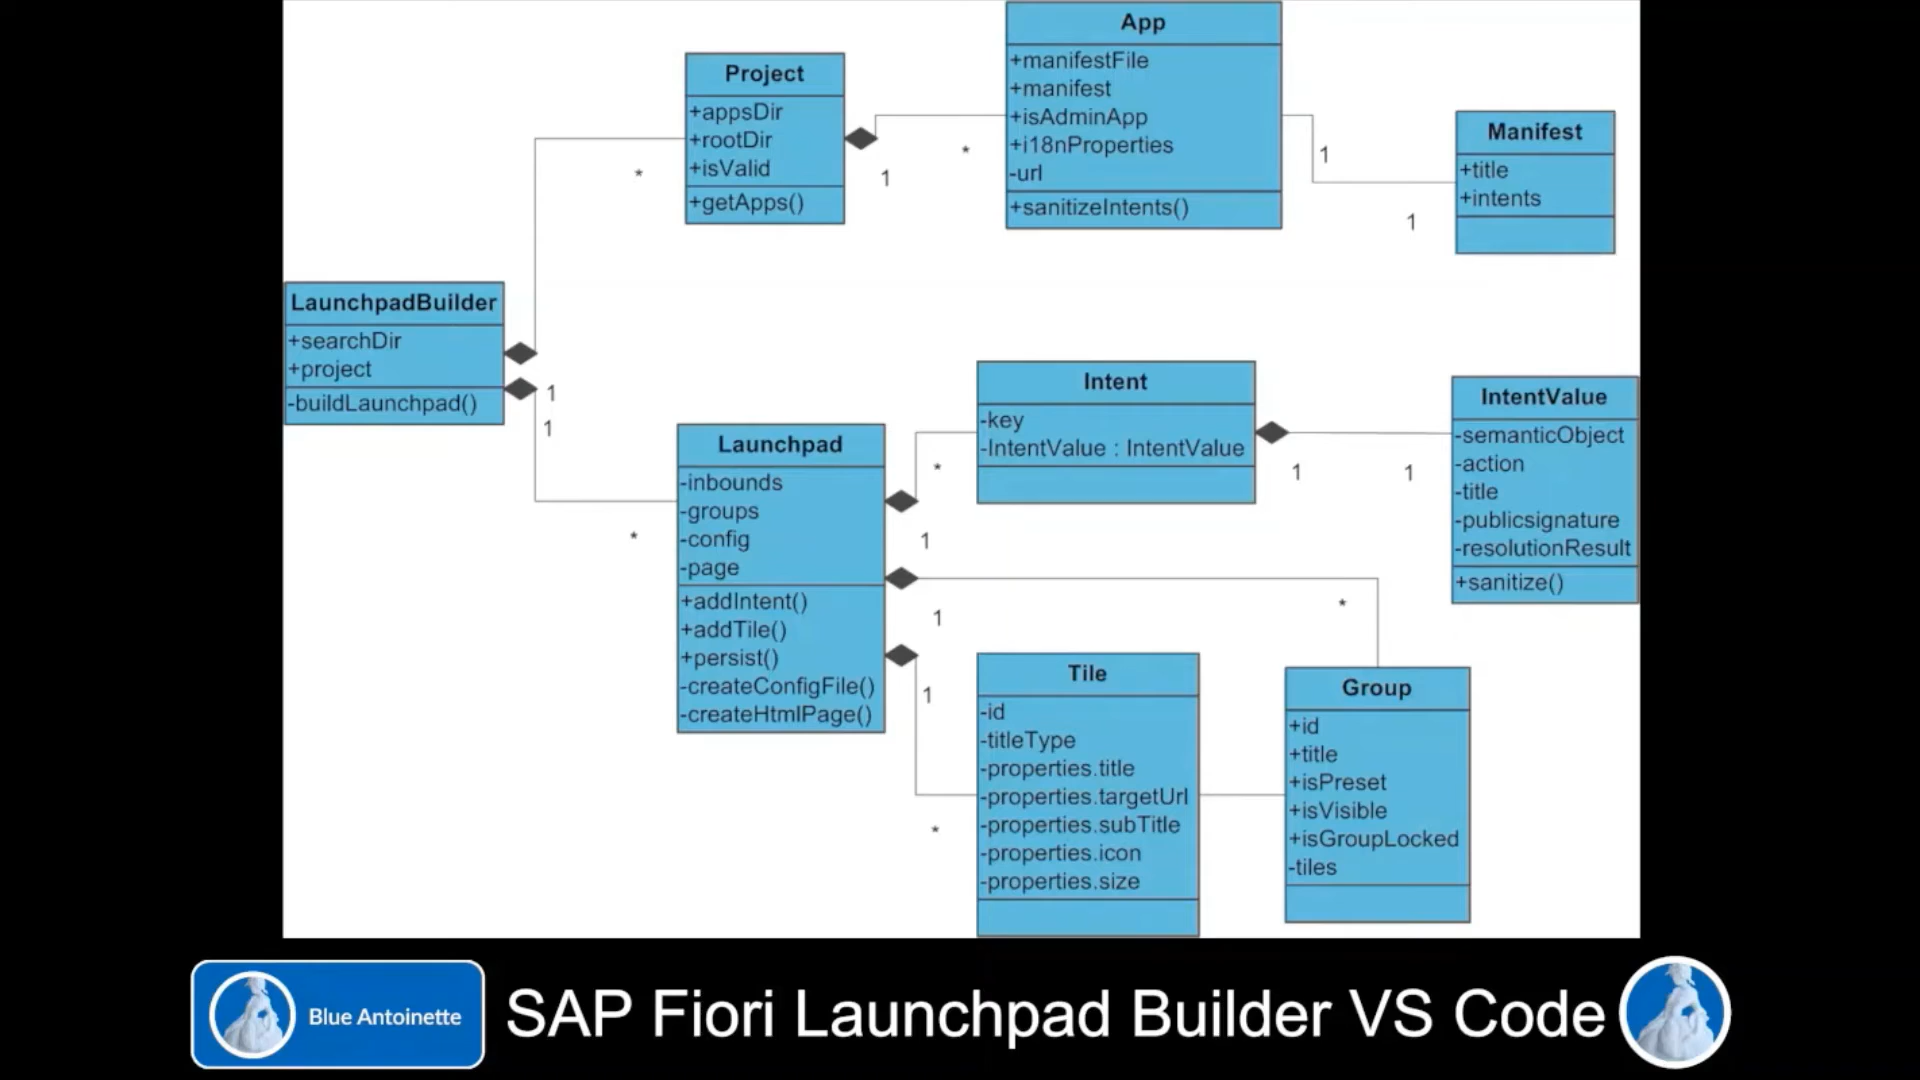 App
+manifestFile
+manifest
+isAdminApp
+i18nProperties
-url
+sanitizeIntents()
Project
+appsDir
+rootDir
+isValid
+getApps()
*
1
*
1
1
Manifest
+title
+intents
LaunchpadBuilder
+searchDir
+project
-buildLaunchpad()
1
1
*
Launchpad
-inbounds
-groups
-config
-page
+addIntent()
+addTile()
+persist()
-createConfigFile()
-createHtmlPage()
*
1
Intent
-key
-IntentValue : IntentValue
1
1
IntentValue
-semanticObject
-action
-title
-publicsignature
-resolutionResult
+sanitize()
1
*
1
*
Tile
-id
-titleType
-properties.title
-properties.targetUrl
-properties.subTitle
-properties.icon
-properties.size
Group
+id
+title
+isPreset
+isVisible
+isGroupLocked
-tiles
Blue Antoinette
SAP Fiori Launchpad Builder VS Code